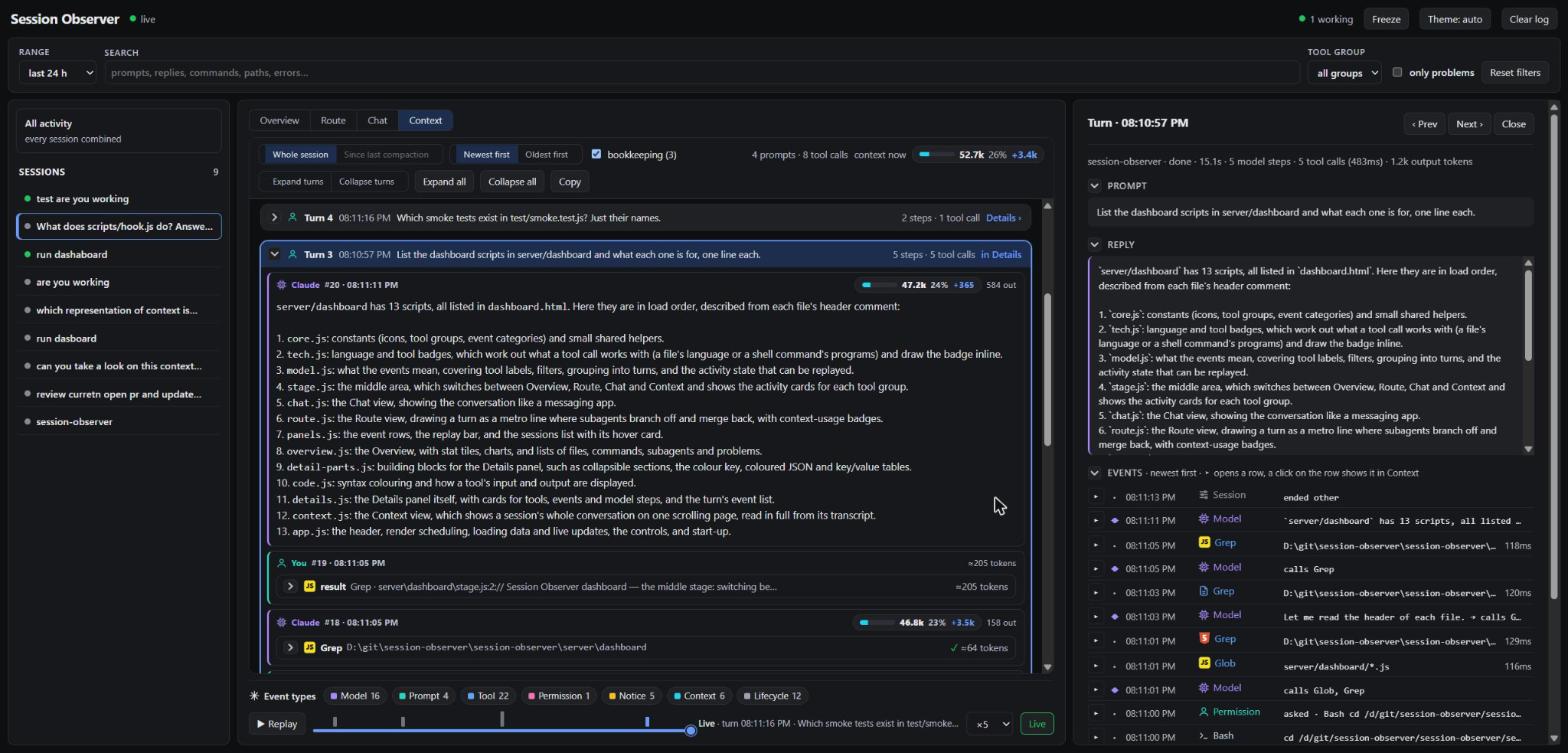 Session Observer live
1 working Freeze Theme: auto Clear log
RANGE SEARCH TOOL GROUP
last 24 h prompts, replies, commands, paths, errors... all groups only problems Reset filters
All activity
every session combined
SESSIONS 9
test are you working
What does scripts/hook.js do? Answe...
run dashaboard
are you working
which representation of context is...
run dasboard
can you take a look on this context...
review curretn open pr and update...
session-observer
Overview Route Chat Context
Whole session Since last compaction Newest first Oldest first bookkeeping (3) 4 prompts · 8 tool calls context now 52.7k 26% +3.4k
Expand turns Collapse turns Expand all Collapse all Copy
Turn 4 08:11:16 PM Which smoke tests exist in test/smoke.test.js? Just their names. 2 steps · 1 tool call Details ›
Turn 3 08:10:57 PM List the dashboard scripts in server/dashboard and what each one is for, one line each. 5 steps · 5 tool calls in Details
Claude #20 · 08:11:11 PM 47.2k 24% +365 584 out
server/dashboard has 13 scripts, all listed in dashboard.html. Here they are in load order, described from each file's header comment:
1. core.js: constants (icons, tool groups, event categories) and small shared helpers.
2. tech.js: language and tool badges, which work out what a tool call works with (a file's language or a shell command's programs) and draw the badge inline.
3. model.js: what the events mean, covering tool labels, filters, grouping into turns, and the activity state that can be replayed.
4. stage.js: the middle area, which switches between Overview, Route, Chat and Context and shows the activity cards for each tool group.
5. chat.js: the Chat view, showing the conversation like a messaging app.
6. route.js: the Route view, drawing a turn as a metro line where subagents branch off and merge back, with context-usage badges.
7. panels.js: the event rows, the replay bar, and the sessions list with its hover card.
8. overview.js: the Overview, with stat tiles, charts, and lists of files, commands, subagents and problems.
9. detail-parts.js: building blocks for the Details panel, such as collapsible sections, the colour key, coloured JSON and key/value tables.
10. code.js: syntax colouring and how a tool's input and output are displayed.
11. details.js: the Details panel itself, with cards for tools, events and model steps, and the turn's event list.
12. context.js: the Context view, which shows a session's whole conversation on one scrolling page, read in full from its transcript.
13. app.js: the header, render scheduling, loading data and live updates, the controls, and start-up.
You #19 · 08:11:05 PM ≈205 tokens
JS result Grep · server\dashboard\stage.js:2:// Session Observer dashboard — the middle stage: switching be... ≈205 tokens
Claude #18 · 08:11:05 PM 46.8k 23% +3.5k 158 out
JS Grep D:\git\session-observer\session-observer\server\dashboard ✓ ≈64 tokens
Event types Model 16 Prompt 4 Tool 22 Permission 1 Notice 5 Context 6 Lifecycle 12
Replay Live · turn 08:11:16 PM · Which smoke tests exist in test/smoke... ×5 Live
Turn · 08:10:57 PM ‹ Prev Next › Close
session-observer · done · 15.1s · 5 model steps · 5 tool calls (483ms) · 1.2k output tokens
PROMPT
List the dashboard scripts in server/dashboard and what each one is for, one line each.
REPLY
`server/dashboard` has 13 scripts, all listed in `dashboard.html`. Here they are in load order,
described from each file's header comment:
1. `core.js`: constants (icons, tool groups, event categories) and small shared helpers.
2. `tech.js`: language and tool badges, which work out what a tool call works with (a file's
language or a shell command's programs) and draw the badge inline.
3. `model.js`: what the events mean, covering tool labels, filters, grouping into turns, and the
activity state that can be replayed.
4. `stage.js`: the middle area, which switches between Overview, Route, Chat and Context and
shows the activity cards for each tool group.
5. `chat.js`: the Chat view, showing the conversation like a messaging app.
6. `route.js`: the Route view, drawing a turn as a metro line where subagents branch off and
merge back, with context-usage badges.
EVENTS · newest first · ▸ opens a row, a click on the row shows it in Context
08:11:13 PM Session ended other
08:11:11 PM Model `server/dashboard` has 13 scripts, all listed …
08:11:05 PM JS Grep D:\git\session-observer\session-observer\… 118ms
08:11:05 PM Model calls Grep
08:11:03 PM Grep D:\git\session-observer\session-observer\… 120ms
08:11:03 PM Model Let me read the header of each file. → calls G…
08:11:01 PM 5 Grep D:\git\session-observer\session-observer\… 129ms
08:11:01 PM JS Glob server/dashboard/*.js 116ms
08:11:01 PM Model calls Glob, Grep
08:11:00 PM Permission asked · Bash cd /d/git/session-observer/sessio…
08:11:00 PM Bash cd /d/git/session-observer/session-observer/se…